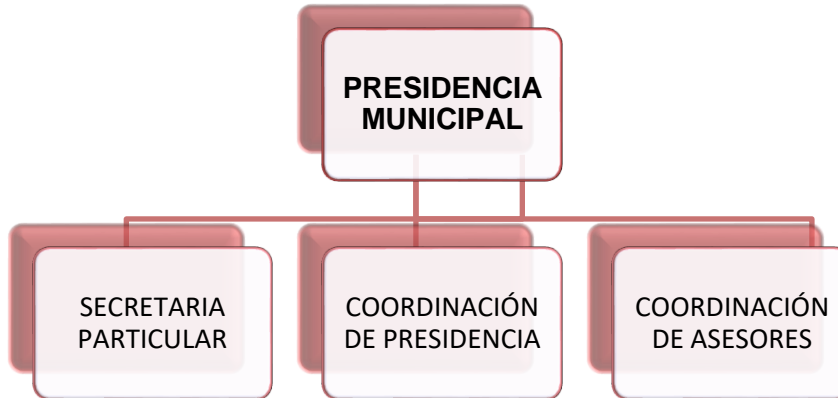 PRESIDENCIA
MUNICIPAL
SECRETARIA
PARTICULAR
COORDINACIÓN
DE PRESIDENCIA
COORDINACIÓN
DE ASESORES